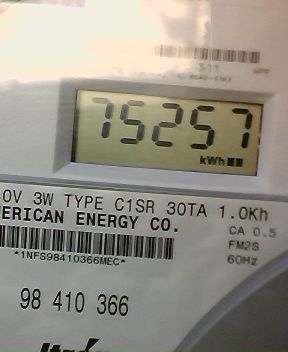 75257
kWh
0V 3W TYPE C1SR 30TA 1.0Kh
ERICAN ENERGY CO.
CA 0.5
*1NFS98410366MEC*
FM2S
60Hz
98 410 366